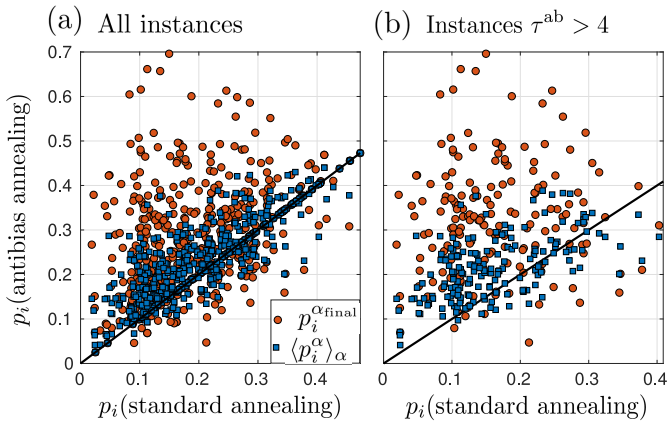 (a) All instances
0.7
0.6
0.5
0.4
0.3
0.2
0.1
0
0 0.1 0.2 0.3 0.4
p_i(antibias annealing)
p_i(standard annealing)
p_i^{α_final}
⟨p_i^α⟩_α
(b) Instances τ^ab > 4
0 0.1 0.2 0.3 0.4
p_i(standard annealing)